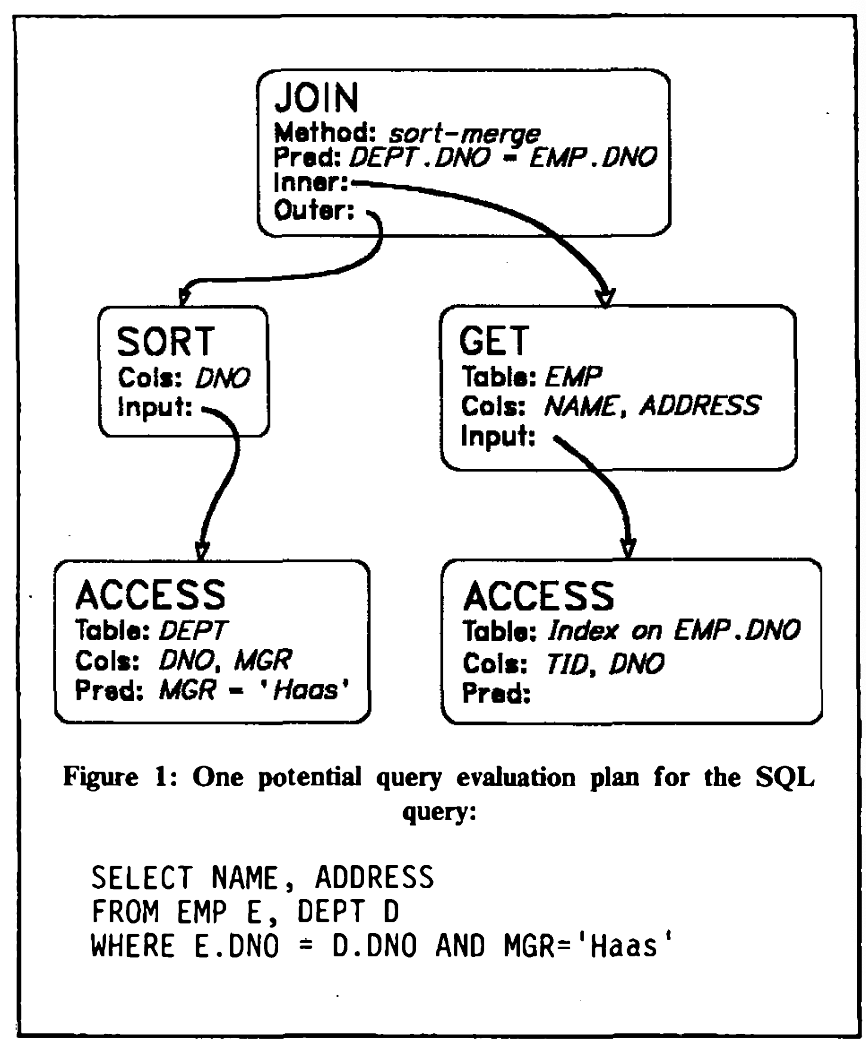 JOIN
Method: sort-merge
Pred: DEPT.DNO = EMP.DNO
Inner:
Outer:
SORT
Cols: DNO
Input:
GET
Table: EMP
Cols: NAME, ADDRESS
Input:
ACCESS
Table: DEPT
Cols: DNO, MGR
Pred: MGR = 'Haas'
ACCESS
Table: Index on EMP.DNO
Cols: TID, DNO
Pred:
Figure 1: One potential query evaluation plan for the SQL
query:
SELECT NAME, ADDRESS
FROM EMP E, DEPT D
WHERE E.DNO = D.DNO AND MGR='Haas'